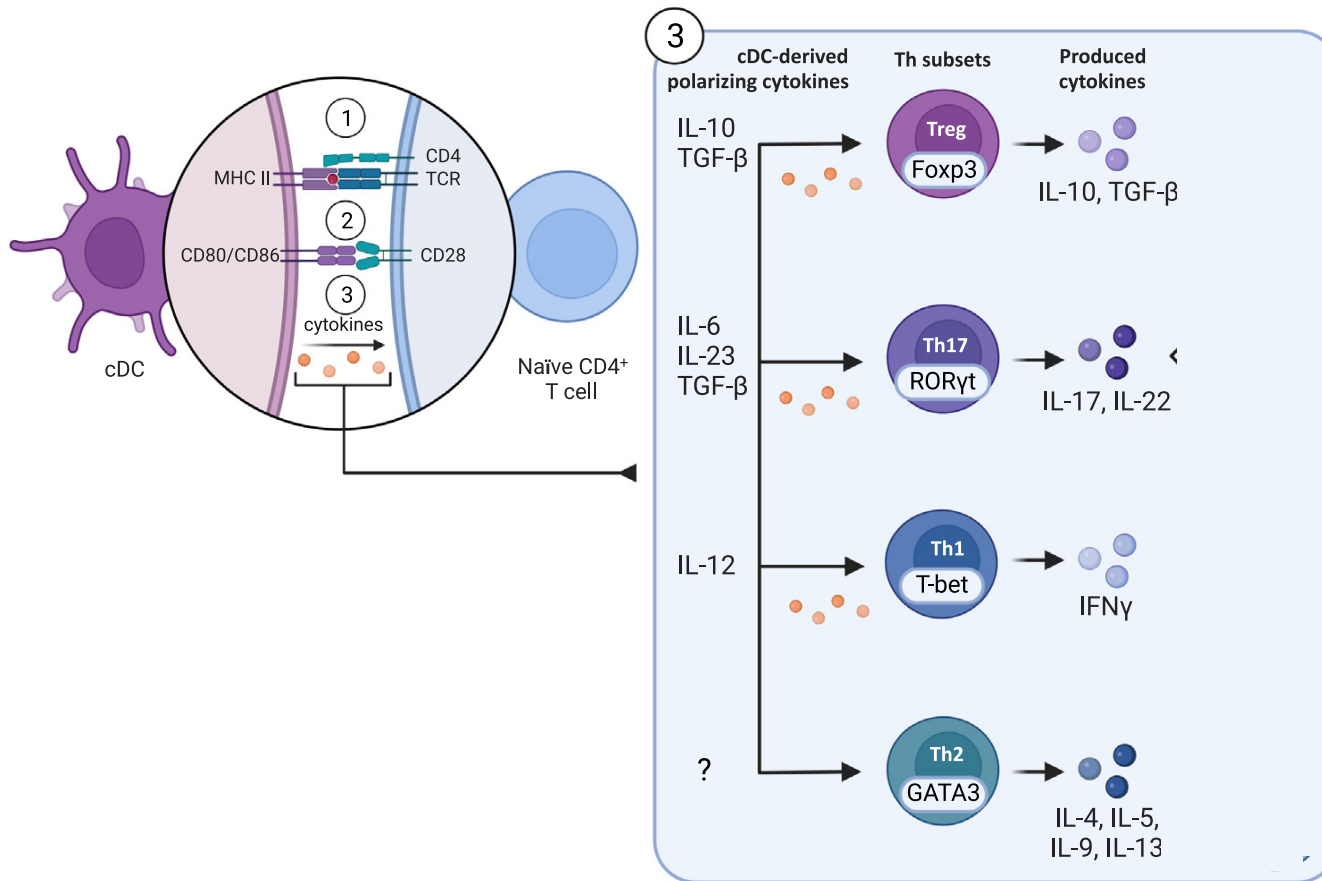 1
CD4
MHC II
TCR
2
CD80/CD86
CD28
3
cytokines
cDC
Naïve CD4⁺
T cell
3
cDC-derived
polarizing cytokines
Th subsets
Produced
cytokines
IL-10
TGF-β
Treg
Foxp3
IL-10, TGF-β
IL-6
IL-23
TGF-β
Th17
RORγt
IL-17, IL-22
IL-12
Th1
T-bet
IFNγ
?
Th2
GATA3
IL-4, IL-5,
IL-9, IL-13